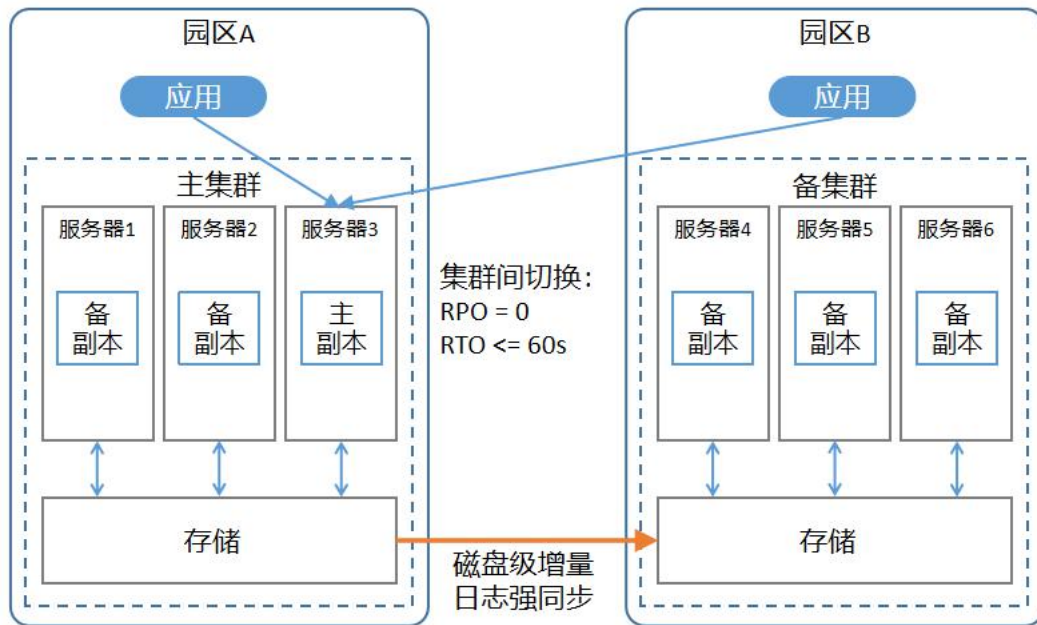 园区A
园区B
应用
应用
主集群
备集群
服务器1
服务器2
服务器3
服务器4
服务器5
服务器6
备
副本
备
副本
主
副本
集群间切换：
RPO = 0
RTO <= 60s
备
副本
备
副本
备
副本
存储
存储
磁盘级增量
日志强同步